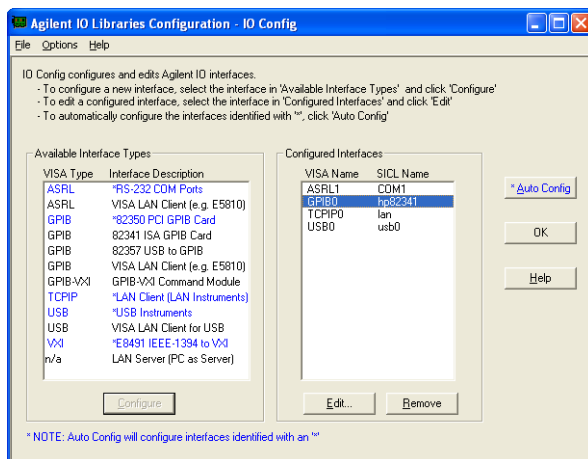 Agilent IO Libraries Configuration - IO Config
File Options Help
IO Config configures and edits Agilent IO interfaces.
- To configure a new interface, select the interface in 'Available Interface Types' and click 'Configure'
- To edit a configured interface, select the interface in 'Configured Interfaces' and click 'Edit'
- To automatically configure the interfaces identified with '*', click 'Auto Config'
Available Interface Types
VISA Type Interface Description
ASRL *RS-232 COM Ports
ASRL VISA LAN Client (e.g. E5810)
GPIB *82350 PCI GPIB Card
GPIB 82341 ISA GPIB Card
GPIB 82357 USB to GPIB
GPIB VISA LAN Client (e.g. E5810)
GPIB-VXI GPIB-VXI Command Module
TCPIP *LAN Client (LAN Instruments)
USB *USB Instruments
USB VISA LAN Client for USB
VXI *E8491 IEEE-1394 to VXI
n/a LAN Server (PC as Server)
Configure
Configured Interfaces
VISA Name SICL Name
ASRL1 COM1
GPIB0 hp82341
TCPIP0 lan
USB0 usb0
Edit... Remove
* Auto Config
OK
Help
* NOTE: Auto Config will configure interfaces identified with an '*'